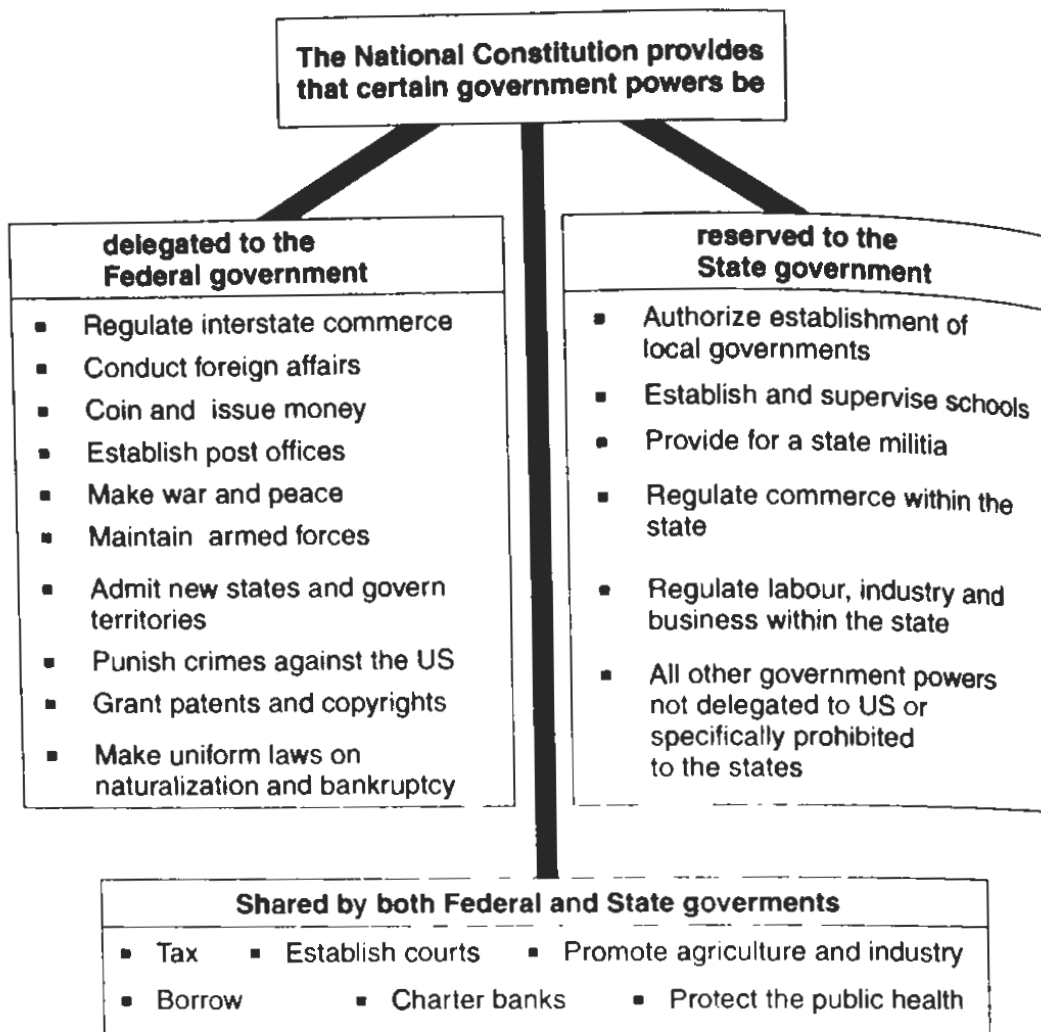 The National Constitution provides
that certain government powers be
delegated to the
Federal government
▪ Regulate interstate commerce
▪ Conduct foreign affairs
▪ Coin and issue money
▪ Establish post offices
▪ Make war and peace
▪ Maintain armed forces
▪ Admit new states and govern
territories
▪ Punish crimes against the US
▪ Grant patents and copyrights
▪ Make uniform laws on
naturalization and bankruptcy
reserved to the
State government
▪ Authorize establishment of
local governments
▪ Establish and supervise schools
▪ Provide for a state militia
▪ Regulate commerce within the
state
▪ Regulate labour, industry and
business within the state
▪ All other government powers
not delegated to US or
specifically prohibited
to the states
Shared by both Federal and State goverments
▪ Tax ▪ Establish courts ▪ Promote agriculture and industry
▪ Borrow ▪ Charter banks ▪ Protect the public health